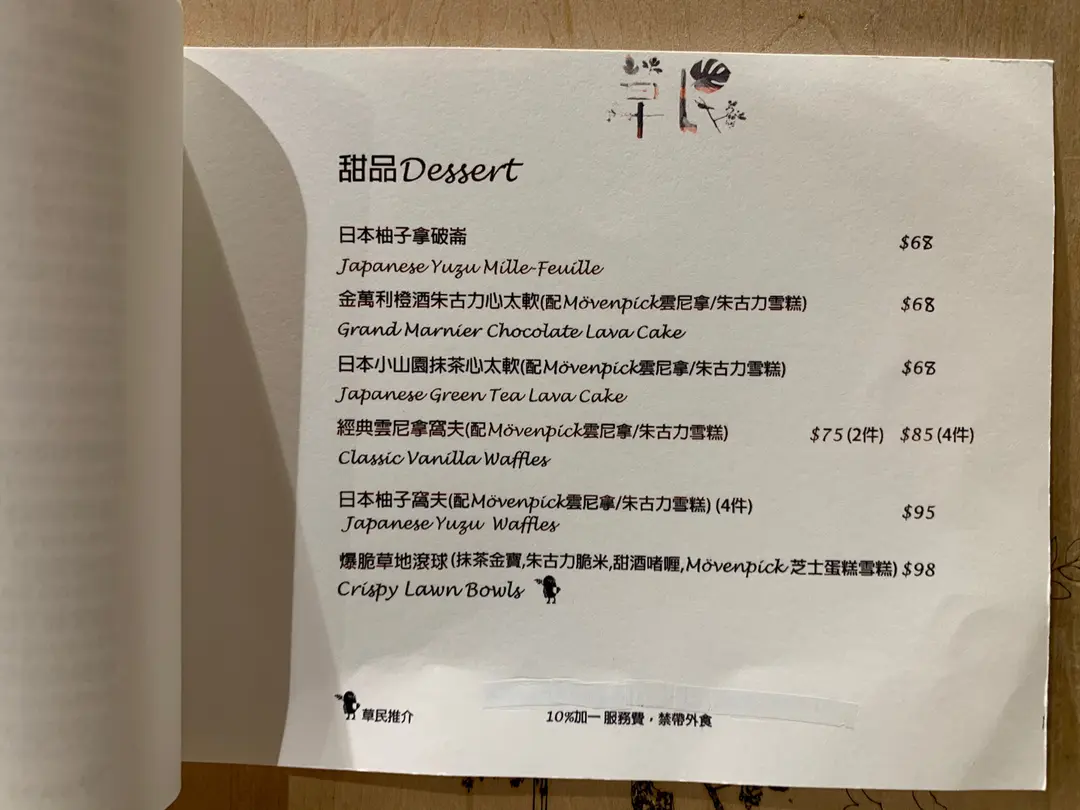 草民
甜品Dessert
日本柚子拿破崙 $68
Japanese Yuzu Mille-Feuille
金萬利橙酒朱古力心太軟(配Mövenpick雲尼拿/朱古力雪糕) $68
Grand Marnier Chocolate Lava Cake
日本小山園抹茶心太軟(配Mövenpick雲尼拿/朱古力雪糕) $68
Japanese Green Tea Lava Cake
經典雲尼拿窩夫(配Mövenpick雲尼拿/朱古力雪糕) $75(2件) $85(4件)
Classic Vanilla Waffles
日本柚子窩夫(配Mövenpick雲尼拿/朱古力雪糕) (4件) $95
Japanese Yuzu Waffles
爆脆草地滾球(抹茶金寶,朱古力脆米,甜酒啫喱,Mövenpick 芝士蛋糕雪糕) $98
Crispy Lawn Bowls
草民推介 10%加一服務費，禁帶外食